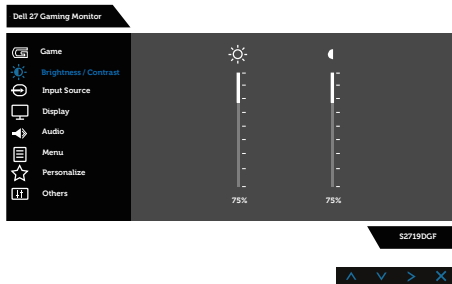 Dell 27 Gaming Monitor
Game
Brightness / Contrast
Input Source
Display
Audio
Menu
Personalize
Others
75%
75%
S2719DGF